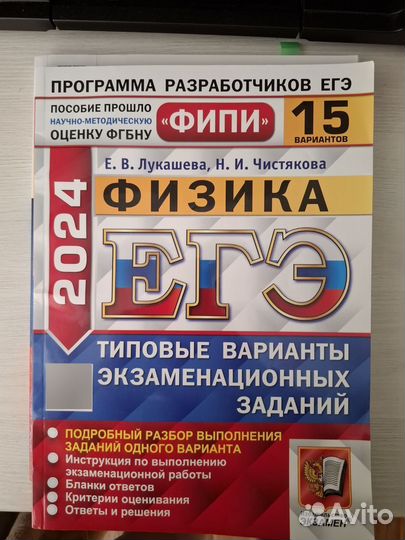 ПРОГРАММА РАЗРАБОТЧИКОВ ЕГЭ
ПОСОБИЕ ПРОШЛО
НАУЧНО-МЕТОДИЧЕСКУЮ
ОЦЕНКУ ФГБНУ
«ФИПИ»
15
ВАРИАНТОВ
Е. В. Лукашева, Н. И. Чистякова
2024
ФИЗИКА
ЕГЭ
ТИПОВЫЕ ВАРИАНТЫ
ЭКЗАМЕНАЦИОННЫХ
ЗАДАНИЙ
• ПОДРОБНЫЙ РАЗБОР ВЫПОЛНЕНИЯ
ЗАДАНИЙ ОДНОГО ВАРИАНТА
• Инструкция по выполнению
экзаменационной работы
• Бланки ответов
• Критерии оценивания
• Ответы и решения
ЭКЗАМЕН
Avito